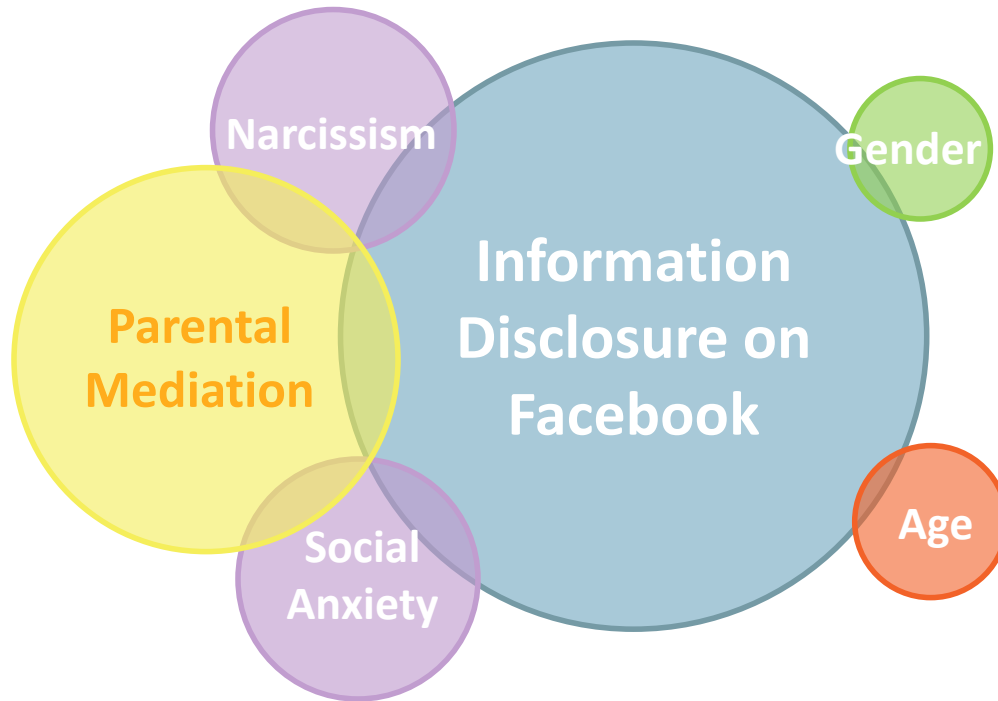 Narcissism
Gender
Information
Disclosure on
Facebook
Parental
Mediation
Social
Anxiety
Age